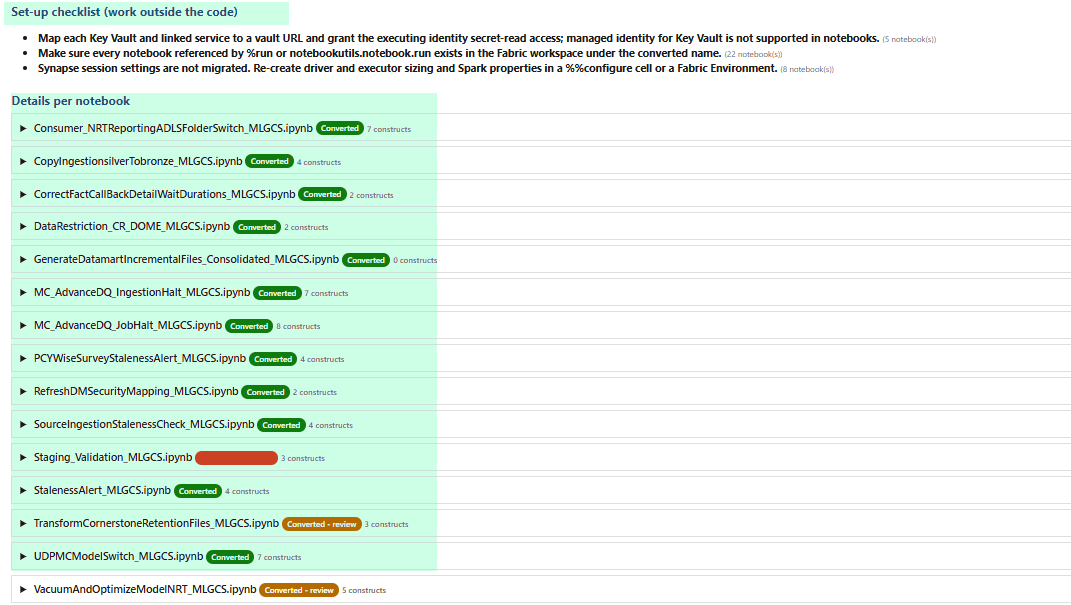 Set-up checklist (work outside the code)
• Map each Key Vault and linked service to a vault URL and grant the executing identity secret-read access; managed identity for Key Vault is not supported in notebooks. (5 notebook(s))
• Make sure every notebook referenced by %run or notebookutils.notebook.run exists in the Fabric workspace under the converted name. (22 notebook(s))
• Synapse session settings are not migrated. Re-create driver and executor sizing and Spark properties in a %%configure cell or a Fabric Environment. (8 notebook(s))
Details per notebook
▶ Consumer_NRTReportingADLSFolderSwitch_MLGCS.ipynb Converted 7 constructs
▶ CopyIngestionsilverTobronze_MLGCS.ipynb Converted 4 constructs
▶ CorrectFactCallBackDetailWaitDurations_MLGCS.ipynb Converted 2 constructs
▶ DataRestriction_CR_DOME_MLGCS.ipynb Converted 2 constructs
▶ GenerateDatamartIncrementalFiles_Consolidated_MLGCS.ipynb Converted 0 constructs
▶ MC_AdvanceDQ_IngestionHalt_MLGCS.ipynb Converted 7 constructs
▶ MC_AdvanceDQ_JobHalt_MLGCS.ipynb Converted 8 constructs
▶ PCYWiseSurveyStalenessAlert_MLGCS.ipynb Converted 4 constructs
▶ RefreshDMSecurityMapping_MLGCS.ipynb Converted 2 constructs
▶ SourceIngestionStalenessCheck_MLGCS.ipynb Converted 4 constructs
▶ Staging_Validation_MLGCS.ipynb 3 constructs
▶ StalenessAlert_MLGCS.ipynb Converted 4 constructs
▶ TransformCornerstoneRetentionFiles_MLGCS.ipynb Converted - review 3 constructs
▶ UDPMCModelSwitch_MLGCS.ipynb Converted 7 constructs
▶ VacuumAndOptimizeModelNRT_MLGCS.ipynb Converted - review 5 constructs